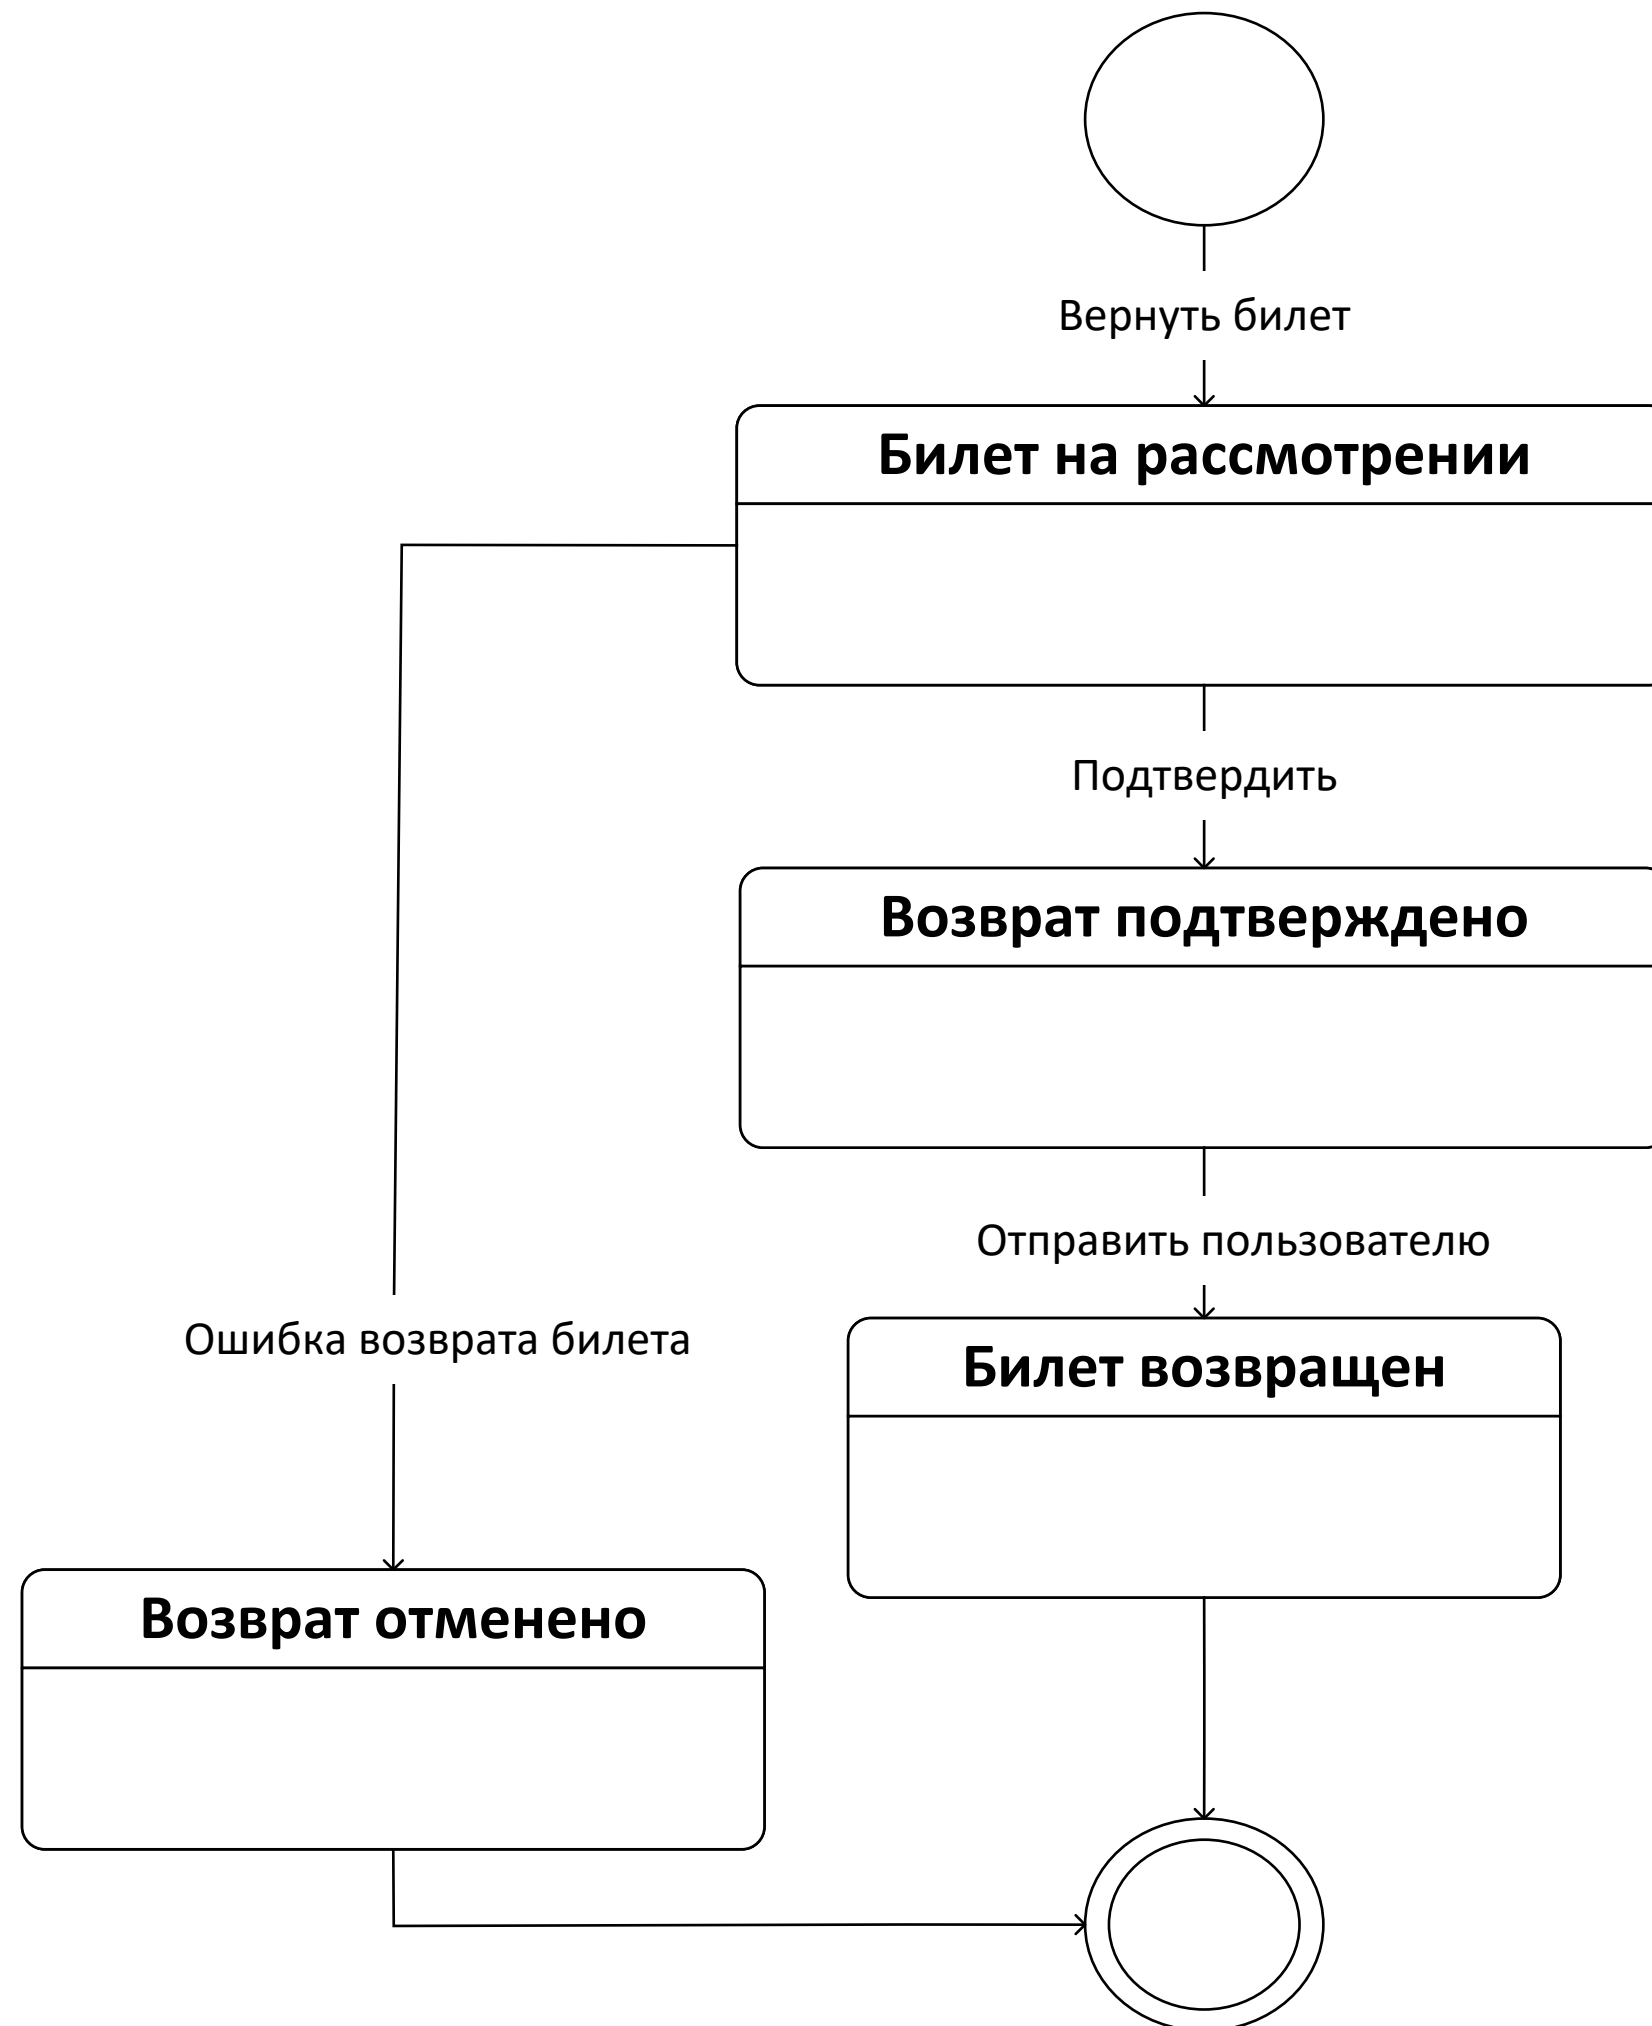 Вернуть билет
Билет на рассмотрении
Подтвердить
Возврат подтверждено
Отправить пользователю
Ошибка возврата билета
Билет возвращен
Возврат отменено